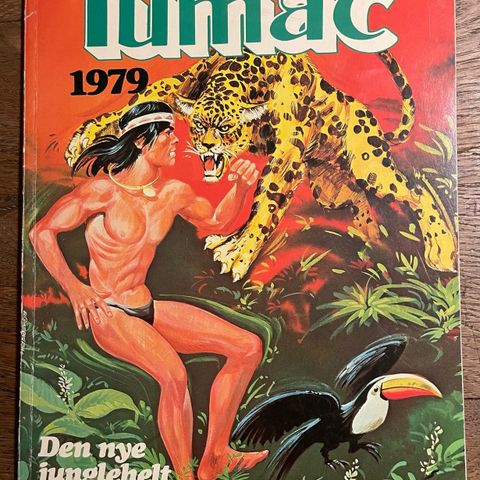 Tumac
1979
Den nye
junglehelt